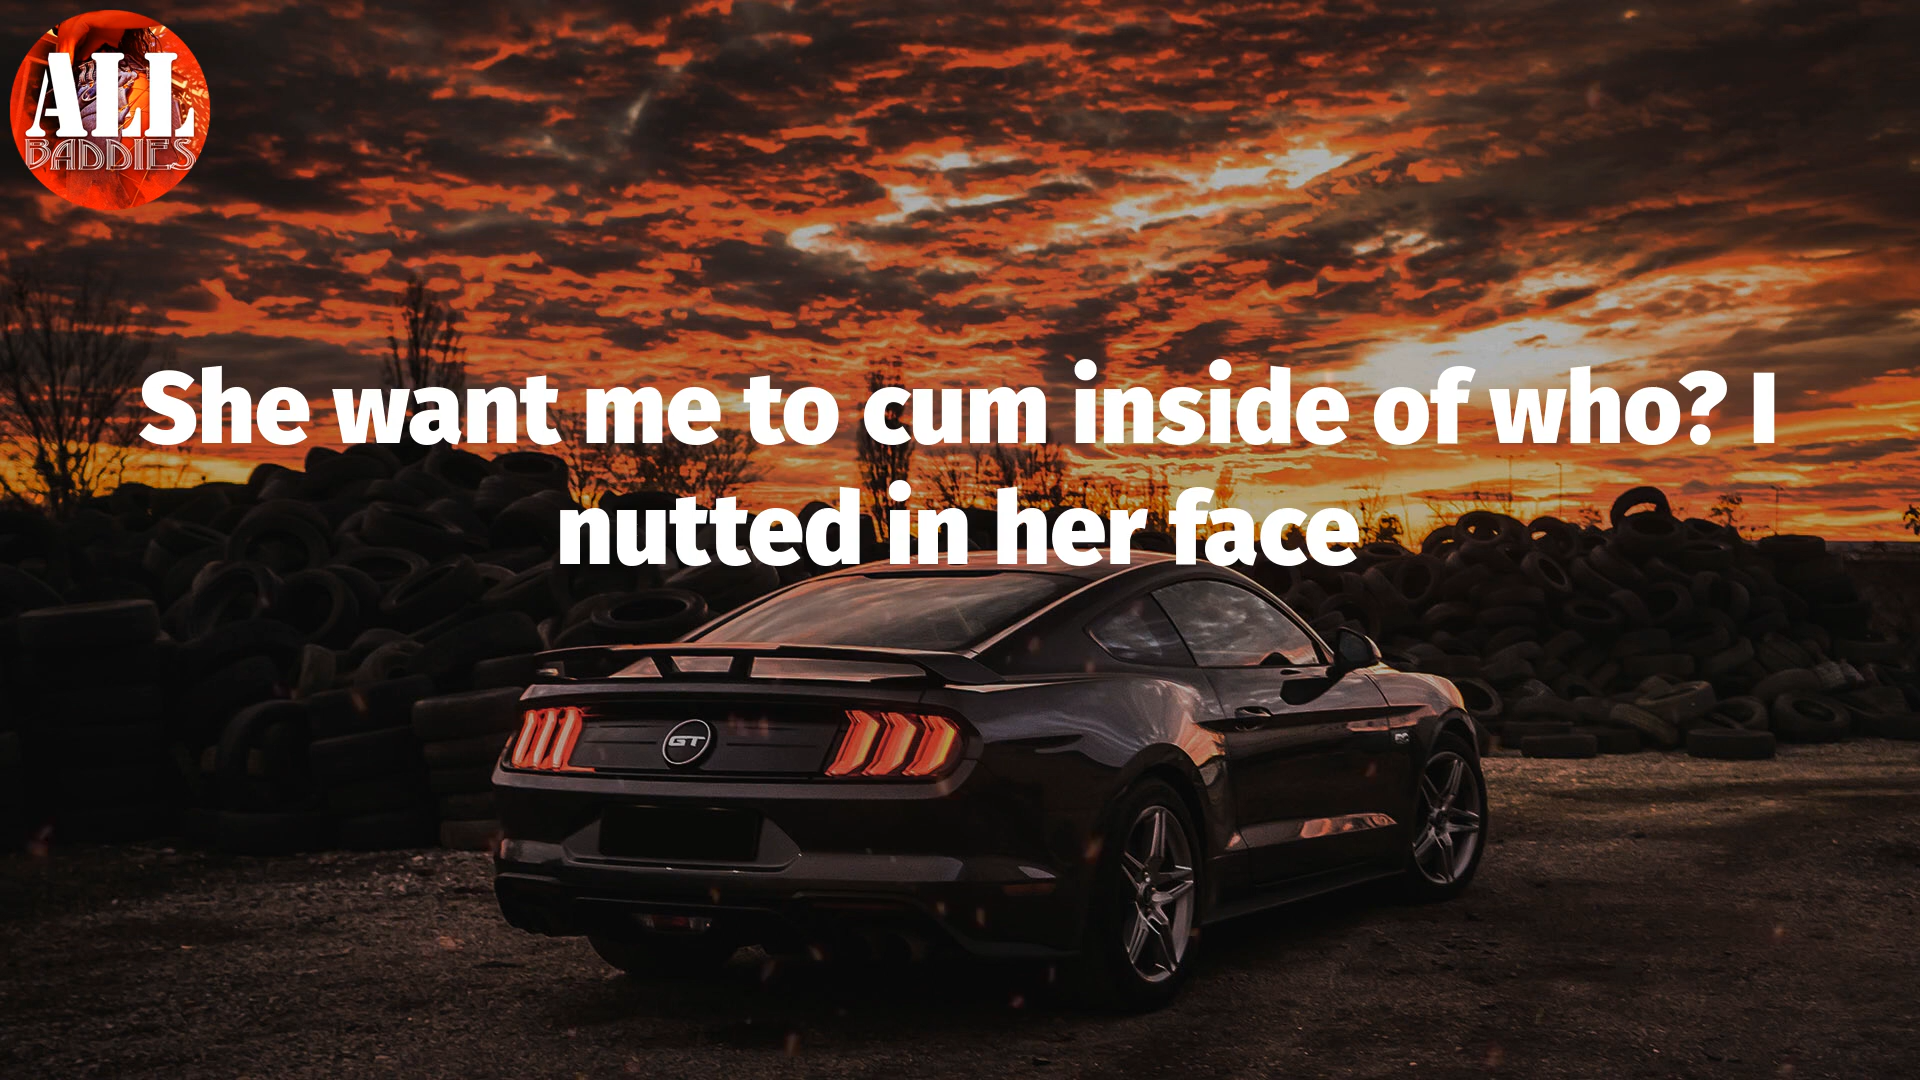 ALL
BADDIES
She want me to cum inside of who? I
nutted in her face
GT